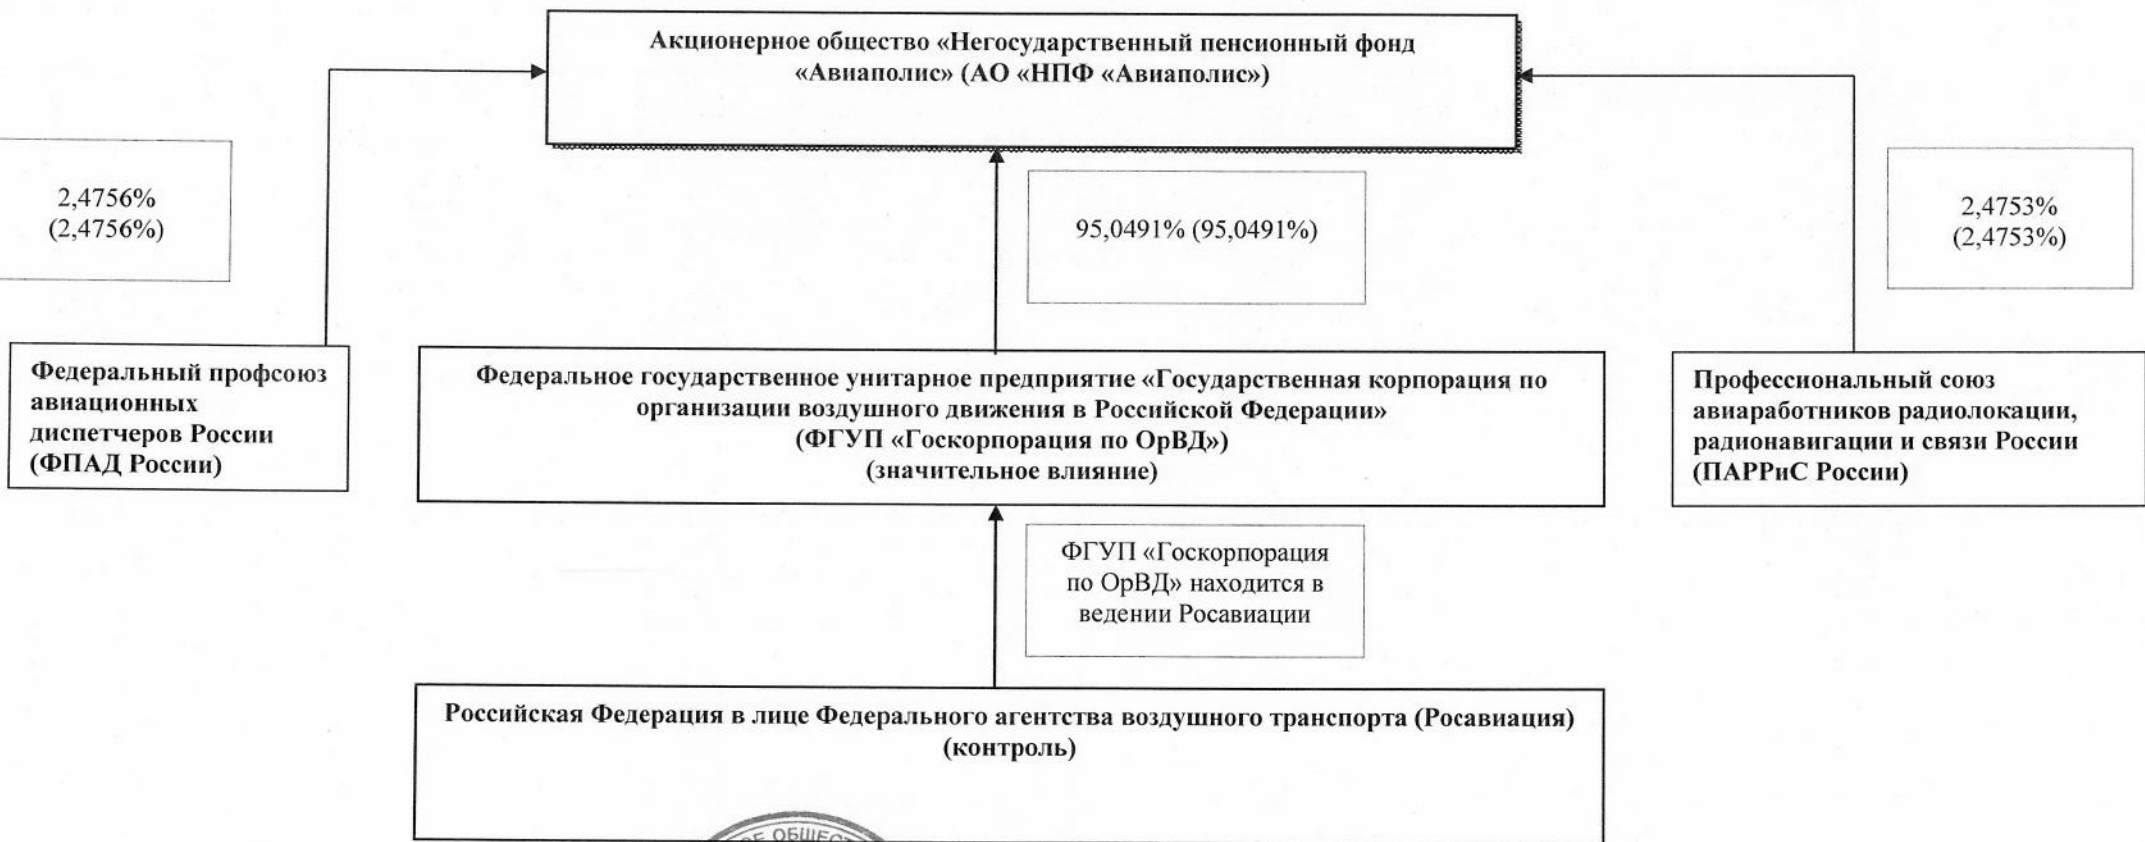 Акционерное общество «Негосударственный пенсионный фонд
«Авиаполис» (АО «НПФ «Авиаполис»)
2,4756%
(2,4756%)
95,0491% (95,0491%)
2,4753%
(2,4753%)
Федеральный профсоюз
авиационных
диспетчеров России
(ФПАД России)
Федеральное государственное унитарное предприятие «Государственная корпорация по
организации воздушного движения в Российской Федерации»
(ФГУП «Госкорпорация по ОрВД»)
(значительное влияние)
Профессиональный союз
авиаработников радиолокации,
радионавигации и связи России
(ПАРРиС России)
ФГУП «Госкорпорация
по ОрВД» находится в
ведении Росавиации
Российская Федерация в лице Федерального агентства воздушного транспорта (Росавиация)
(контроль)